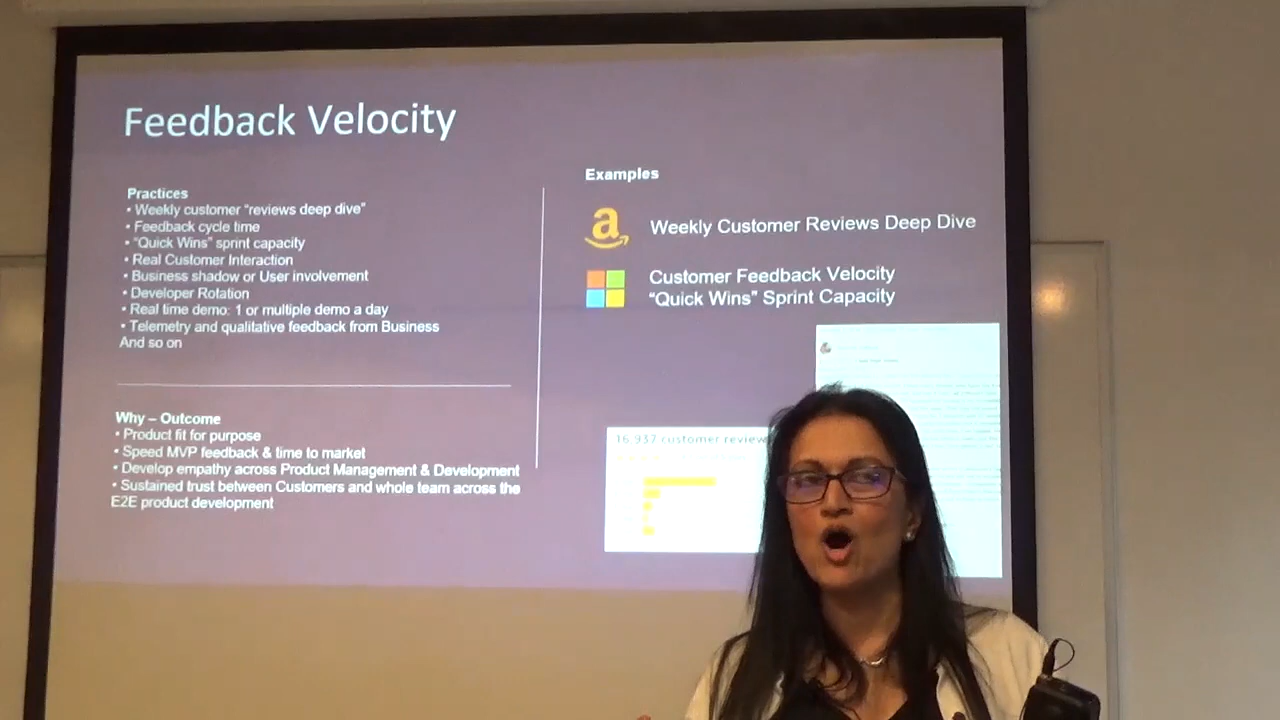 Feedback Velocity
Practices
• Weekly customer “reviews deep dive”
• Feedback cycle time
• “Quick Wins” sprint capacity
• Real Customer Interaction
• Business shadow or User involvement
• Developer Rotation
• Real time demo: 1 or multiple demo a day
• Telemetry and qualitative feedback from Business
And so on
Why – Outcome
• Product fit for purpose
• Speed MVP feedback & time to market
• Develop empathy across Product Management & Development
• Sustained trust between Customers and whole team across the
E2E product development
Examples
a
Weekly Customer Reviews Deep Dive
Customer Feedback Velocity
“Quick Wins” Sprint Capacity
16,937 customer review